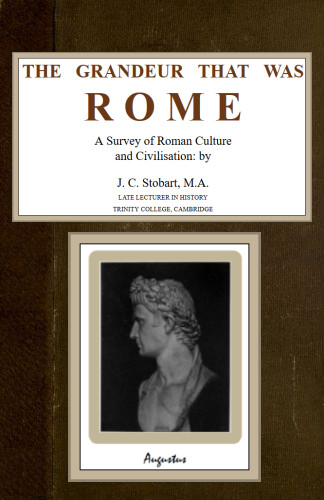 THE GRANDEUR THAT WAS
ROME
A Survey of Roman Culture
and Civilisation: by
J. C. Stobart, M.A.
LATE LECTURER IN HISTORY
TRINITY COLLEGE, CAMBRIDGE
Augustus